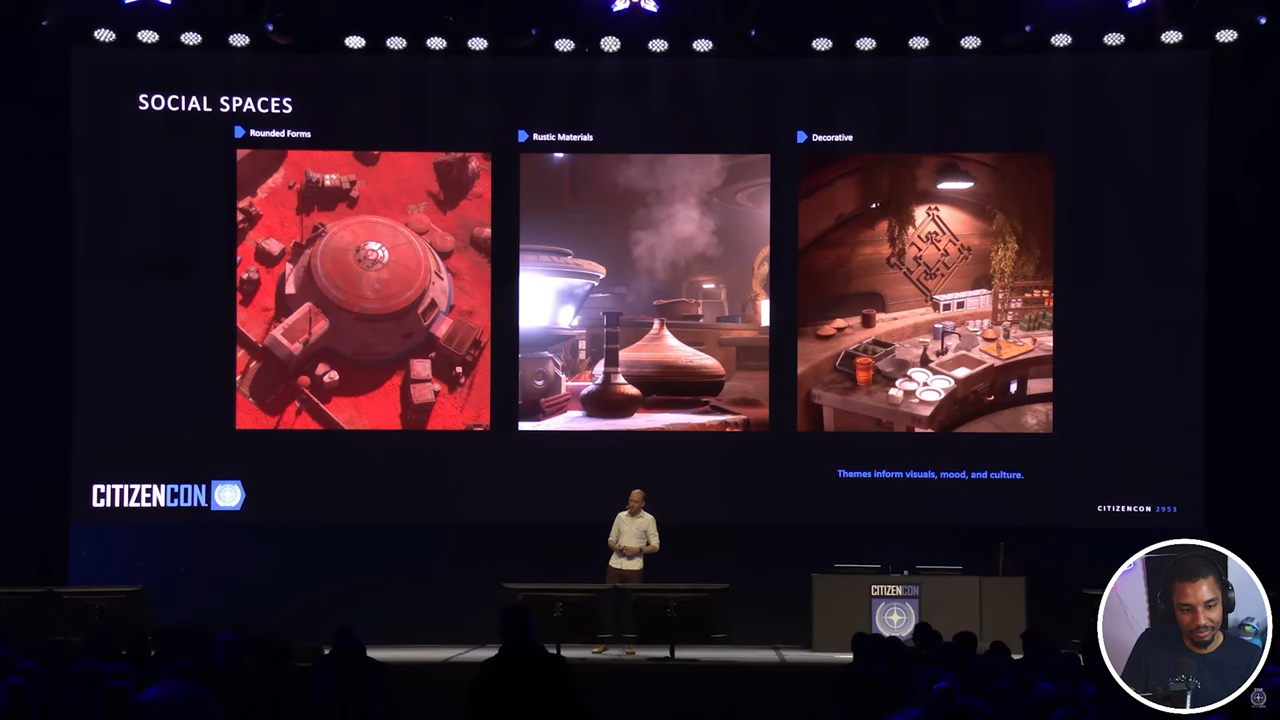 SOCIAL SPACES
Rounded Forms
Rustic Materials
Decorative
Themes inform visuals, mood, and culture.
CITIZENCON
CITIZENCON 2953
CITIZENCON